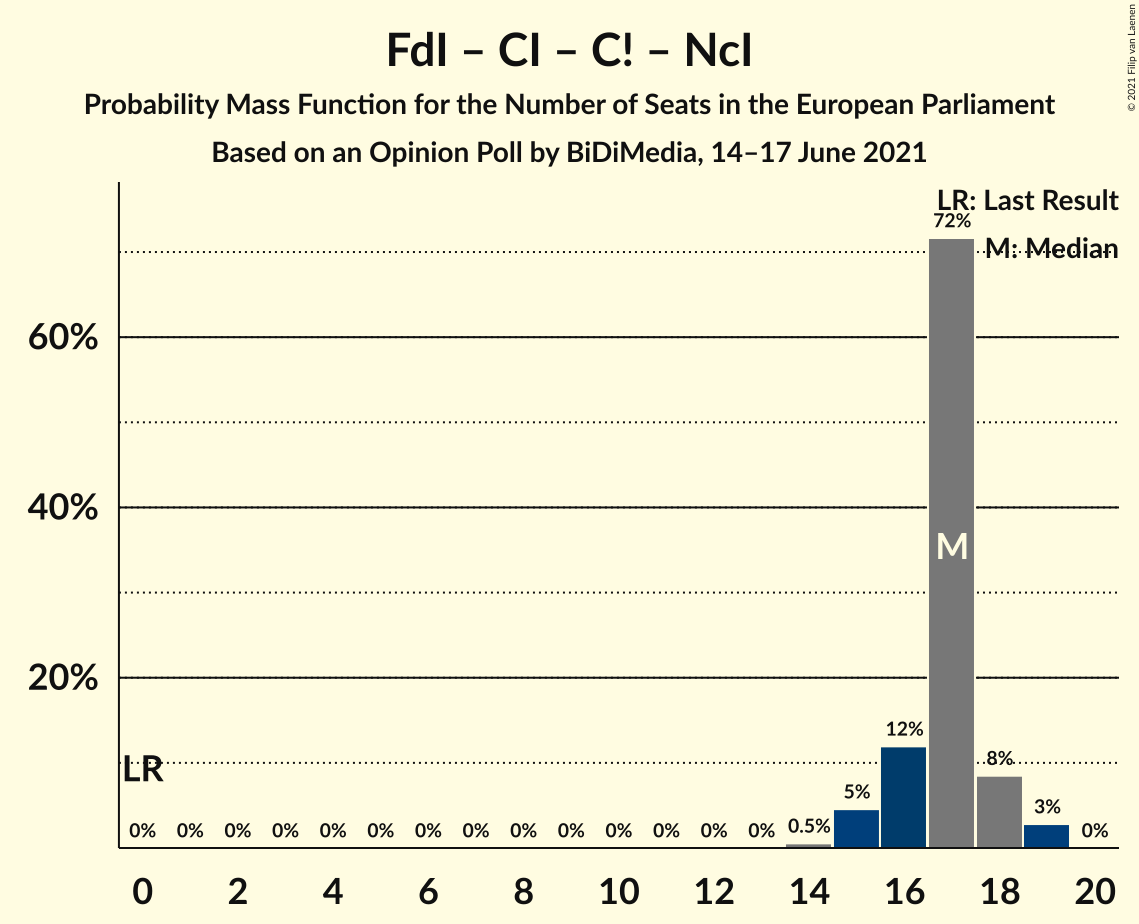 FdI – CI – C! – NcI
Probability Mass Function for the Number of Seats in the European Parliament
Based on an Opinion Poll by BiDiMedia, 14–17 June 2021
© 2021 Filip van Laenen
LR: Last Result
M: Median
72%
60%
40%
20%
M
LR
0% 0% 0% 0% 0% 0% 0% 0% 0% 0% 0% 0% 0% 0% 0.5% 5% 12% 8% 3% 0%
0 2 4 6 8 10 12 14 16 18 20